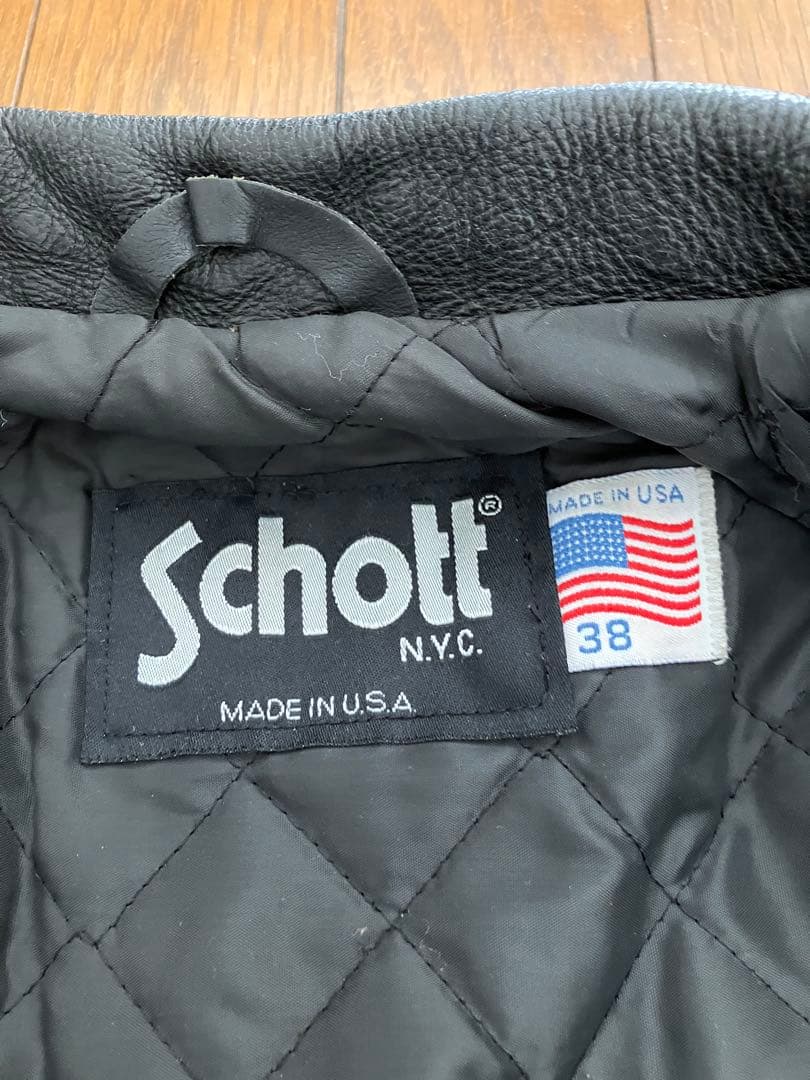 Schott®
N.Y.C.
MADE IN U.S.A.
MADE IN USA
38